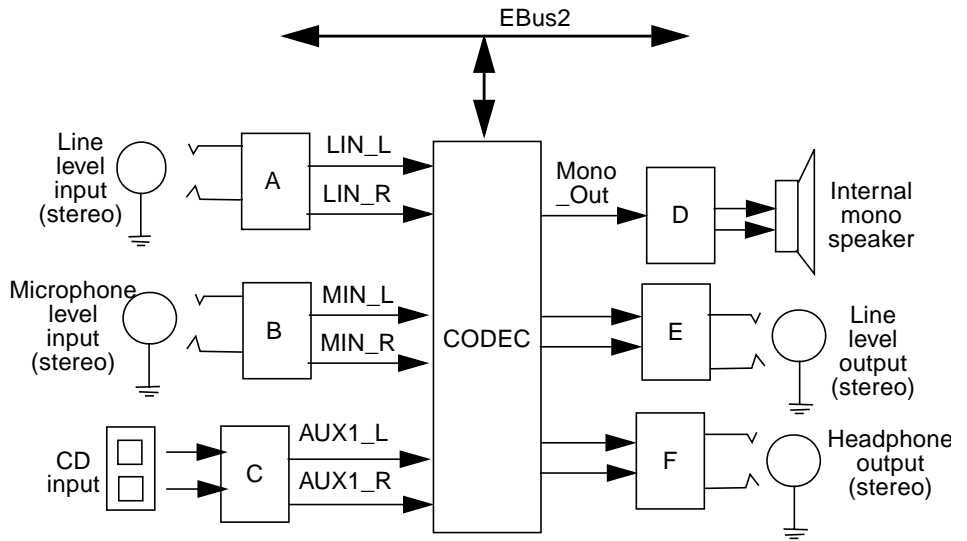 EBus2
Line
level
input
(stereo)
A
LIN_L
LIN_R
Mono
_Out
D
Internal
mono
speaker
Microphone
level
input
(stereo)
B
MIN_L
MIN_R
CODEC
E
Line
level
output
(stereo)
CD
input
C
AUX1_L
AUX1_R
F
Headphone
output
(stereo)